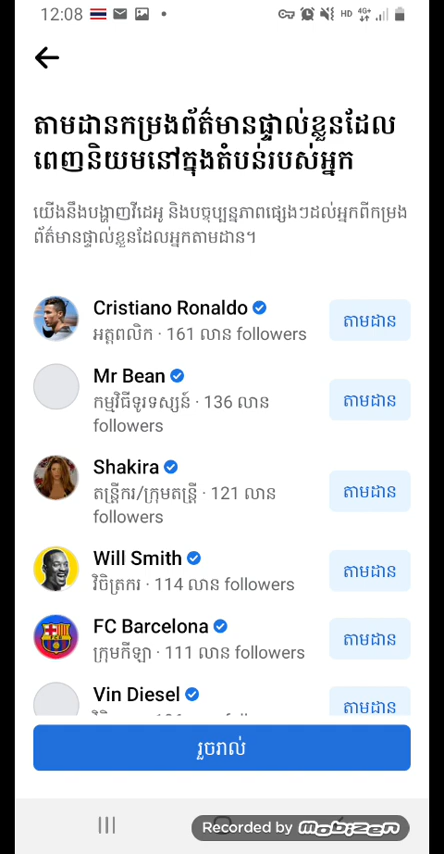 12:08
HD 4G+
តាមដានកម្រងព័ត៌មានផ្ទាល់ខ្លួនដែល
ពេញនិយមនៅក្នុងតំបន់របស់អ្នក
យើងនឹងបង្ហាញវីដេអូ និងបច្ចុប្បន្នភាពផ្សេងៗដល់អ្នកពីកម្រង
ព័ត៌មានផ្ទាល់ខ្លួនដែលអ្នកតាមដាន។
Cristiano Ronaldo
អត្តពលិក · 161 លាន followers
តាមដាន
Mr Bean
កម្មវិធីទូរទស្សន៍ · 136 លាន
followers
តាមដាន
Shakira
តន្ត្រីករ/ក្រុមតន្ត្រី · 121 លាន
followers
តាមដាន
Will Smith
វិចិត្រករ · 114 លាន followers
តាមដាន
FC Barcelona
ក្រុមកីឡា · 111 លាន followers
តាមដាន
Vin Diesel
តាមដាន
រួចរាល់
Recorded by mobizen